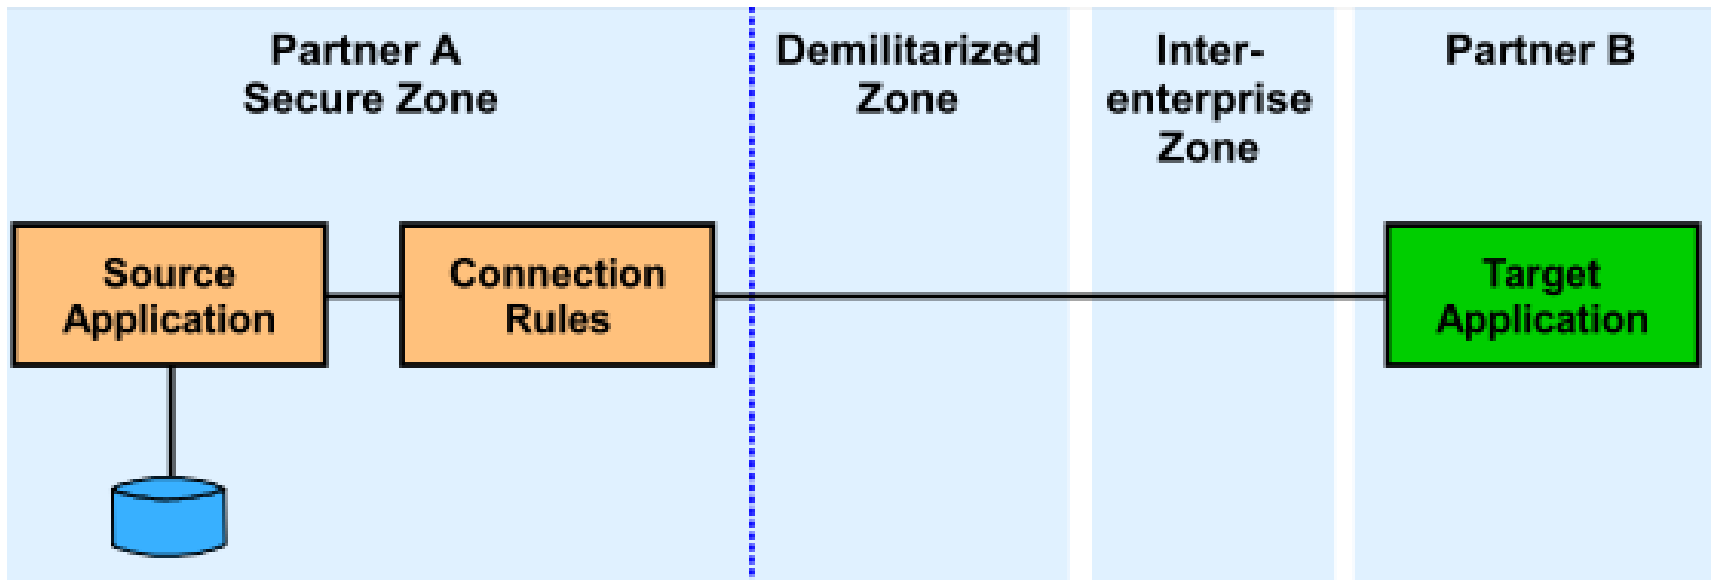 Partner A
Secure Zone
Demilitarized
Zone
Inter-
enterprise
Zone
Partner B
Source
Application
Connection
Rules
Target
Application